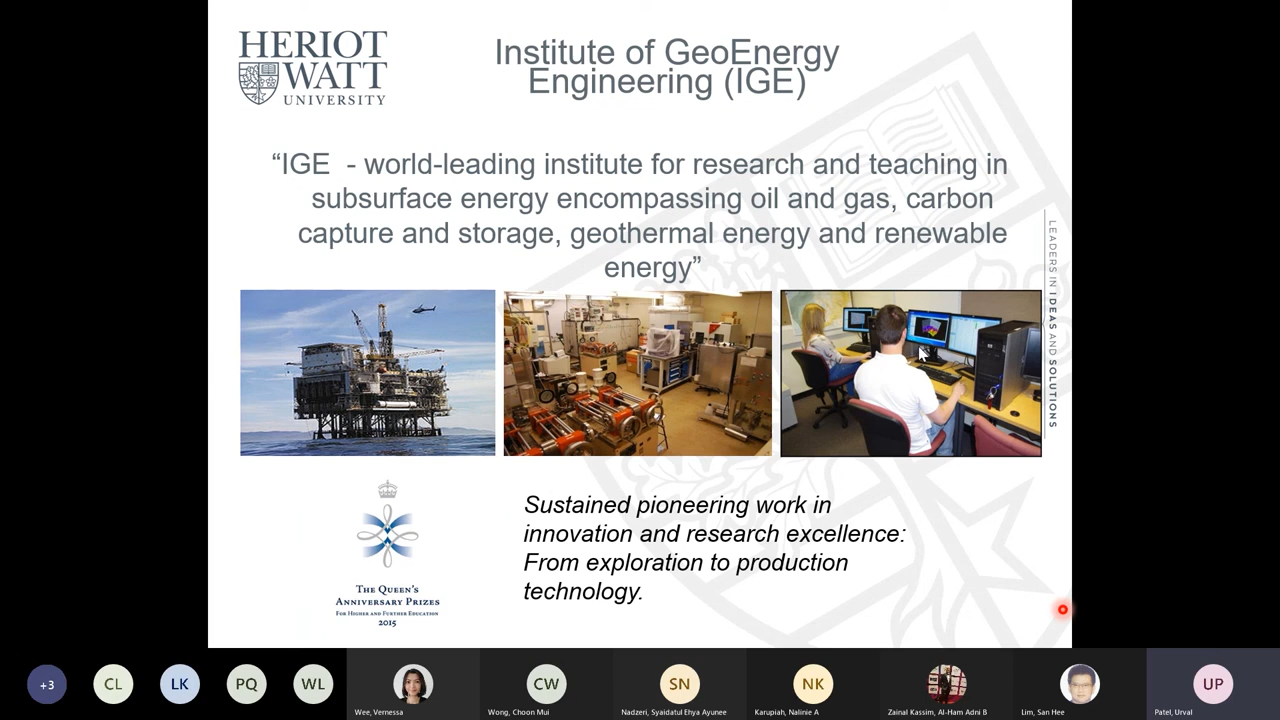 HERIOT
WATT
UNIVERSITY
Institute of GeoEnergy
Engineering (IGE)
“IGE - world-leading institute for research and teaching in
subsurface energy encompassing oil and gas, carbon
capture and storage, geothermal energy and renewable
energy”
LEADERS IN IDEAS AND SOLUTIONS
THE QUEEN'S
ANNIVERSARY PRIZES
FOR HIGHER AND FURTHER EDUCATION
2015
Sustained pioneering work in
innovation and research excellence:
From exploration to production
technology.
+3
CL
LK
PQ
WL
Wee, Vernessa
CW
Wong, Choon Mui
SN
Nadzeri, Syaidatul Ehya Ayunee
NK
Karupiah, Nalinie A
Zainal Kassim, Al-Ham Adni B
Lim, San Hee
UP
Patel, Urval